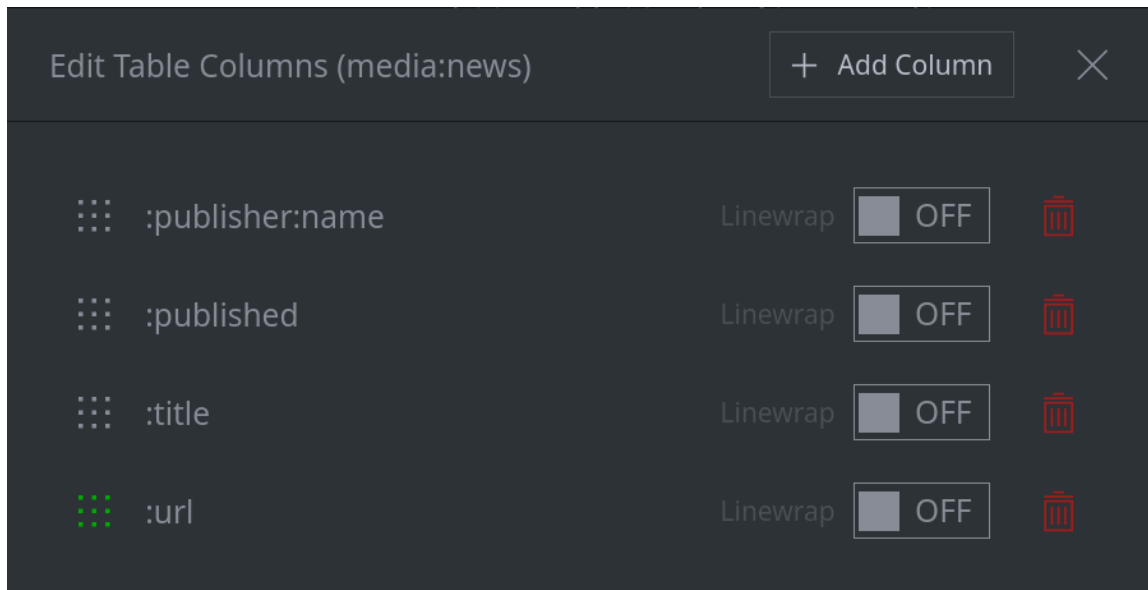 Edit Table Columns (media:news) + Add Column
:publisher:name Linewrap OFF
:published Linewrap OFF
:title Linewrap OFF
:url Linewrap OFF